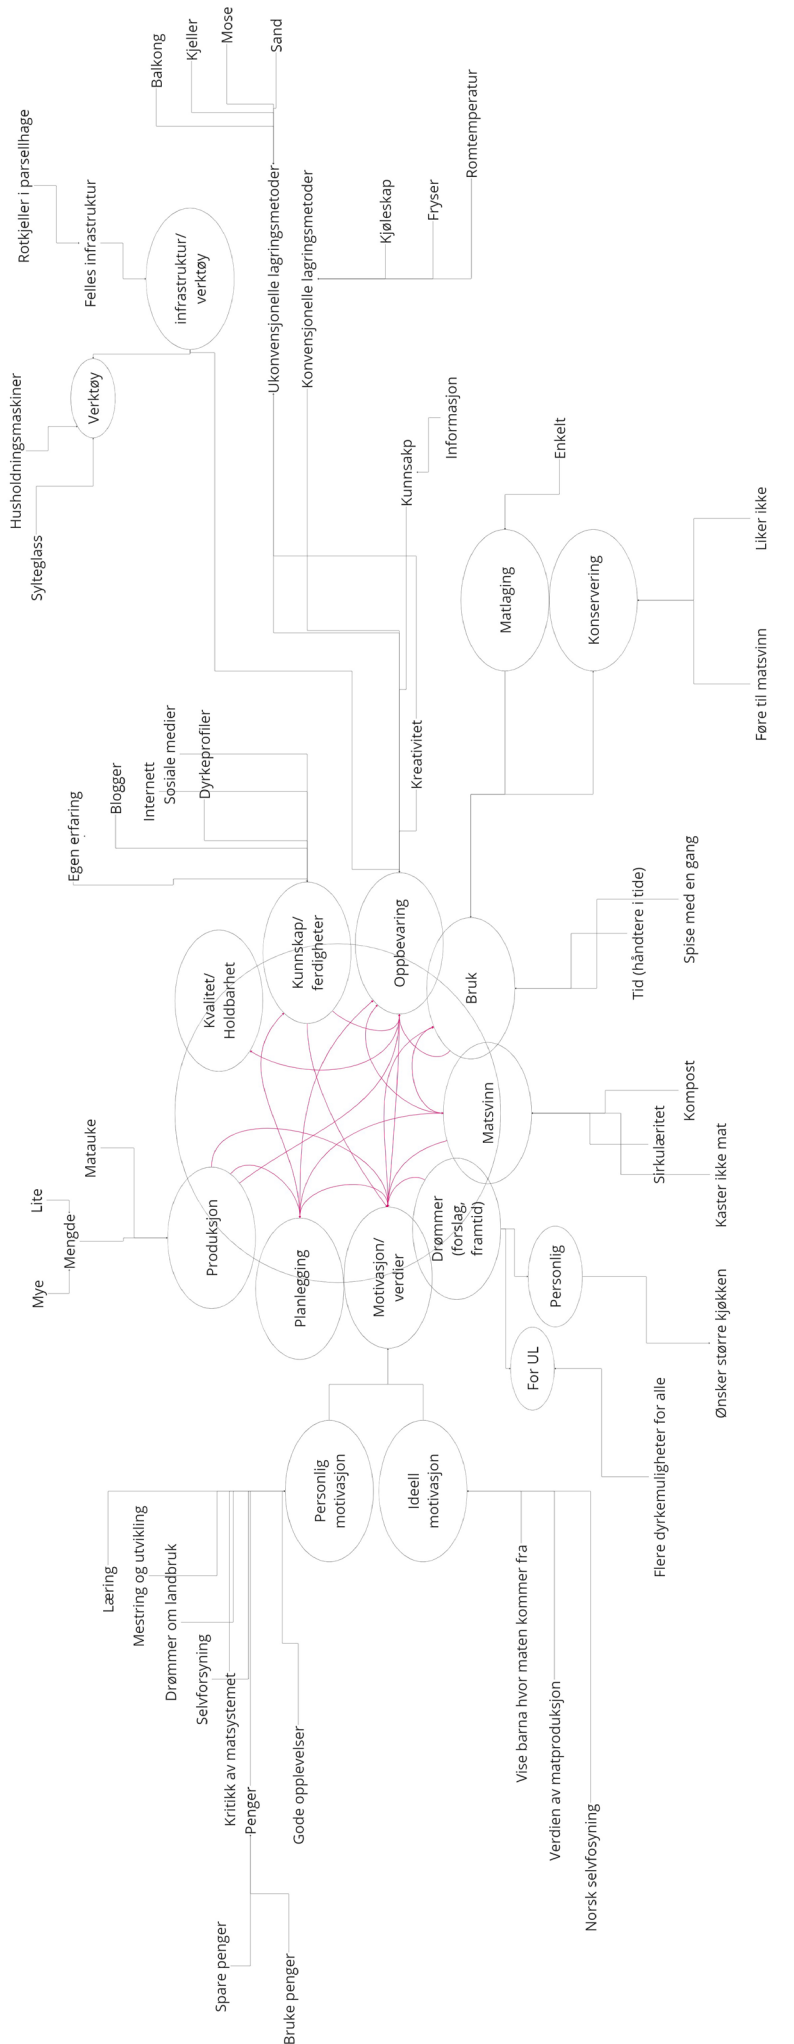 Spare penger
Bruke penger
Læring
Mestring og utvikling
Drømmer om landbruk
Selvforsyning
Kritikk av matsystemet
Penger
Gode opplevelser
Vise barna hvor maten kommer fra
Verdien av matproduksjon
Norsk selvfosyning
Personlig
motivasjon
Ideell
motivasjon
Mye
Lite
Mengde
Matauke
Produksjon
Planlegging
Motivasjon/
verdier
Drømmer
(forslag,
framtid)
For UL
Personlig
Flere dyrkemuligheter for alle
Ønsker større kjøkken
Matsvinn
Kaster ikke mat
Sirkulæritet
Kompost
Kvalitet/
Holdbarhet
Kunnskap/
ferdigheter
Oppbevaring
Bruk
Tid (håndtere i tide)
Spise med en gang
Egen erfaring
Blogger
Internett
Sosiale medier
Dyrkeprofiler
Kreativitet
Kunnsakp
Informasjon
Matlaging
Konservering
Enkelt
Føre til matsvinn
Liker ikke
Sylteglass
Husholdningsmaskiner
Verktøy
infrastruktur/
verktøy
Felles infrastruktur
Rotkjeller i parsellhage
Ukonvensjonelle lagringsmetoder
Konvensjonelle lagringsmetoder
Balkong
Kjeller
Mose
Sand
Kjøleskap
Fryser
Romtemperatur